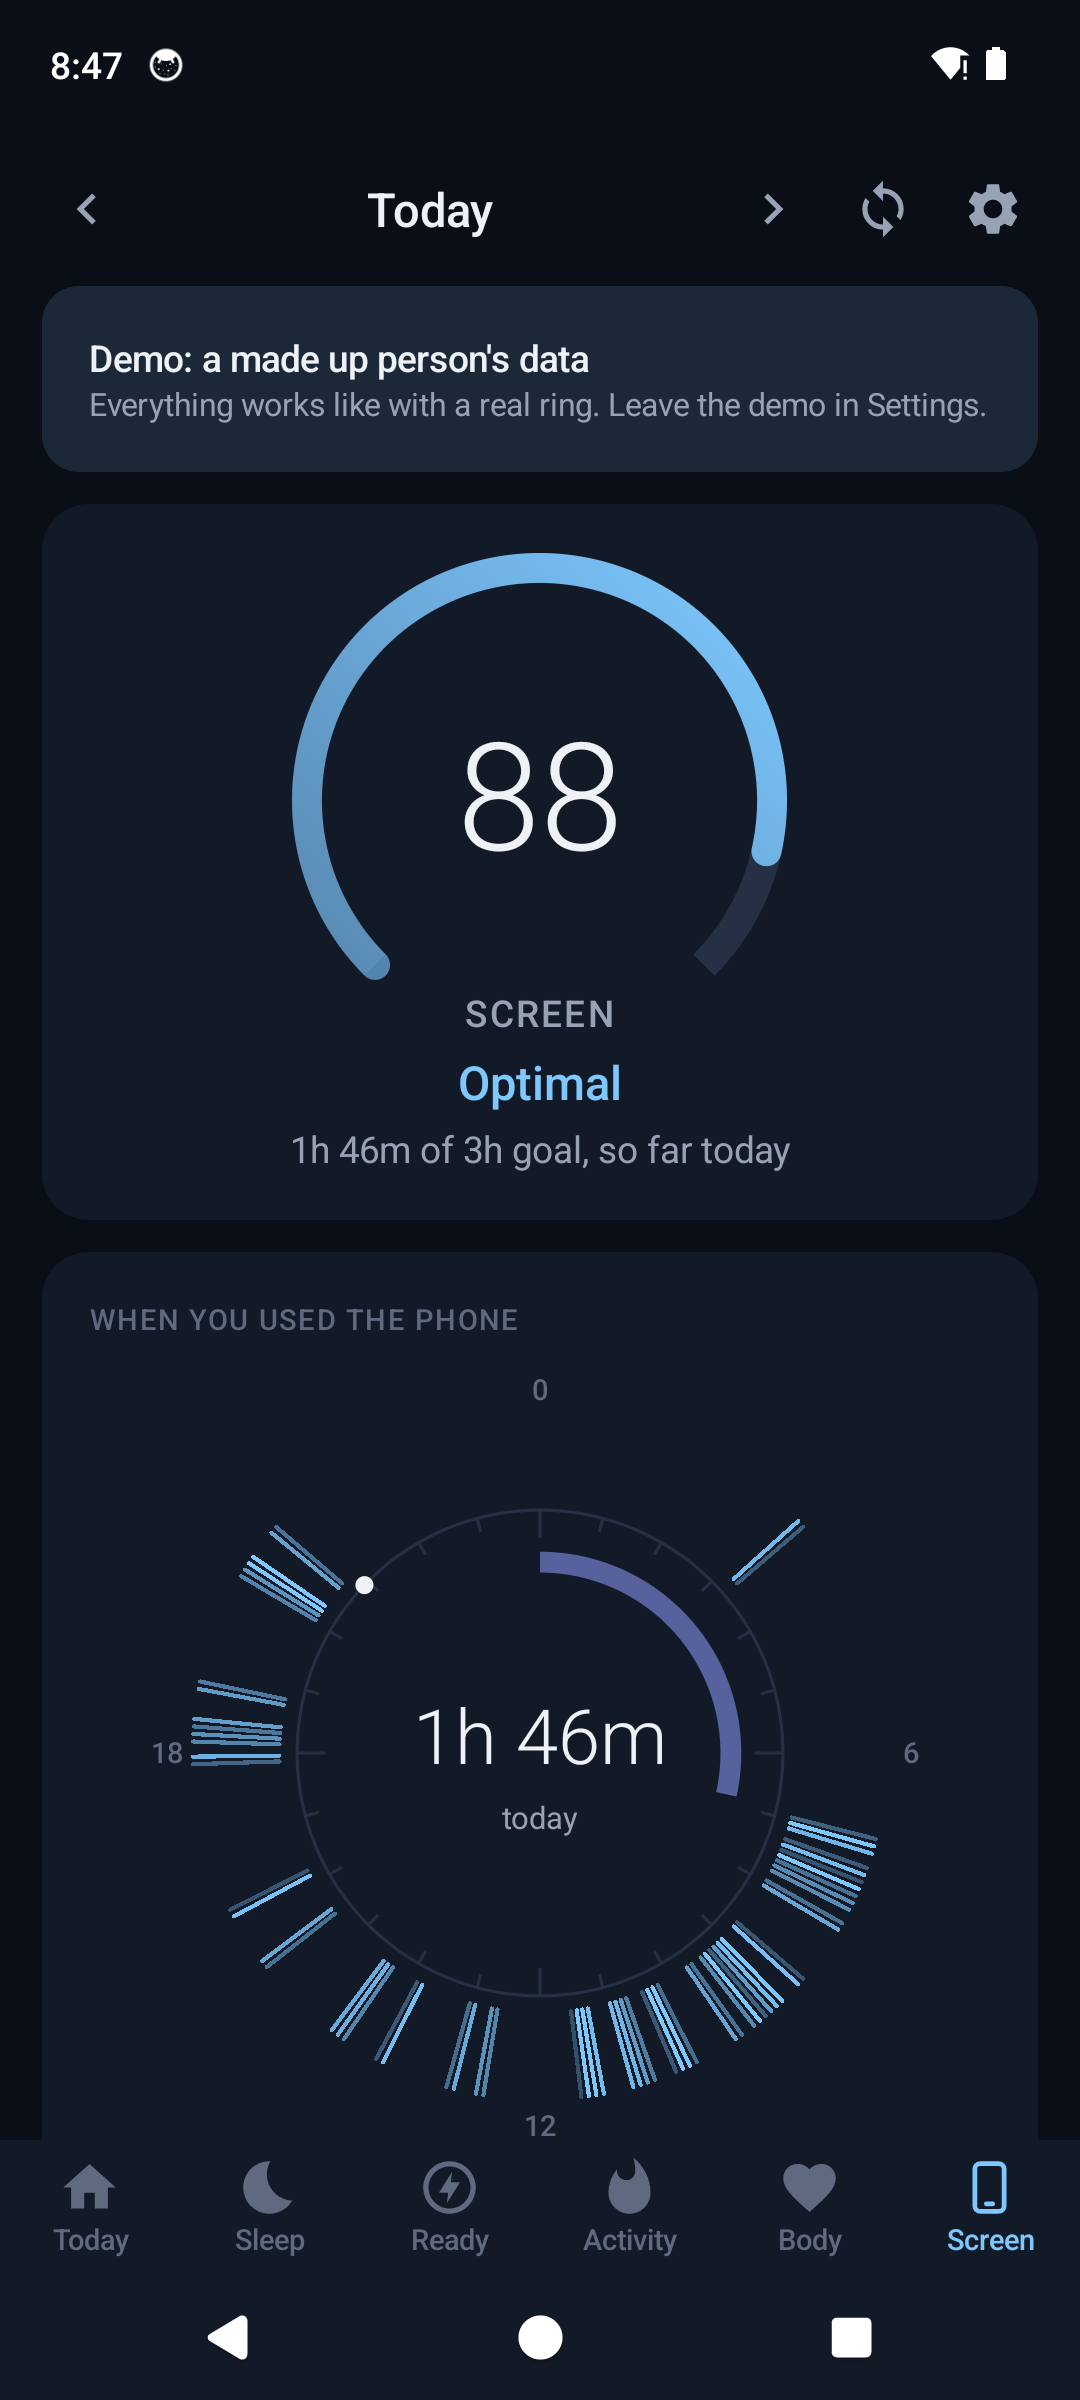 8:47
Today
Demo: a made up person's data
Everything works like with a real ring. Leave the demo in Settings.
88
SCREEN
Optimal
1h 46m of 3h goal, so far today
WHEN YOU USED THE PHONE
0
18
6
1h 46m
today
12
Today
Sleep
Ready
Activity
Body
Screen